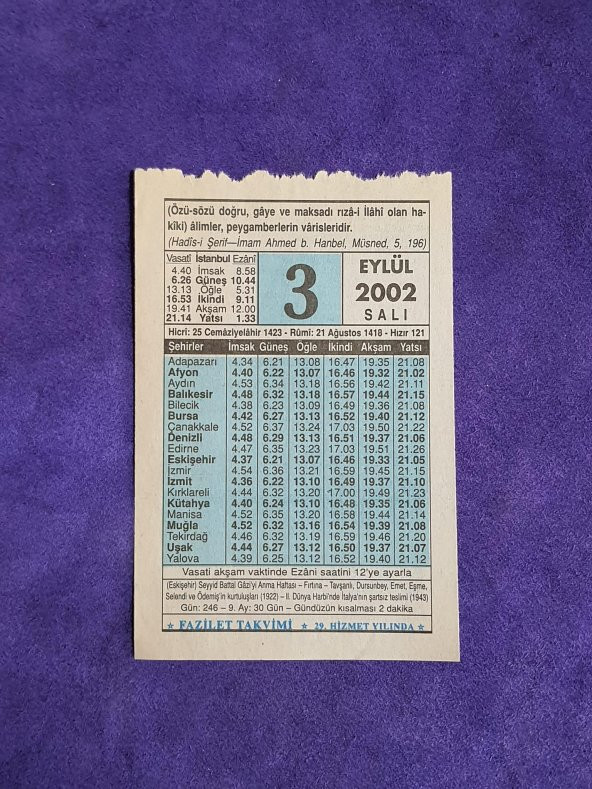 (Özü-sözü doğru, gâye ve maksadı rızâ-i İlâhî olan ha-
kîkî) âlimler, peygamberlerin vârisleridir.
(Hadîs-i Şerif—İmam Ahmed b. Hanbel, Müsned, 5, 196)
Vasatî İstanbul Ezânî
4.40 İmsak 8.58
6.26 Güneş 10.44
13.13 Öğle 5.31
16.53 İkindi 9.11
19.41 Akşam 12.00
21.14 Yatsı 1.33
3
EYLÜL
2002
SALI
Hicrî: 25 Cemâziyelâhir 1423 - Rûmî: 21 Ağustos 1418 - Hızır 121
Şehirler İmsak Güneş Öğle İkindi Akşam Yatsı
Adapazarı 4.34 6.21 13.08 16.47 19.35 21.08
Afyon 4.40 6.22 13.07 16.46 19.32 21.02
Aydın 4.53 6.34 13.18 16.56 19.42 21.11
Balıkesir 4.48 6.32 13.18 16.57 19.44 21.15
Bilecik 4.38 6.23 13.09 16.49 19.36 21.08
Bursa 4.42 6.27 13.13 16.52 19.40 21.12
Çanakkale 4.52 6.37 13.24 17.03 19.50 21.22
Denizli 4.48 6.29 13.13 16.51 19.37 21.06
Edirne 4.47 6.35 13.23 17.03 19.51 21.26
Eskişehir 4.37 6.21 13.07 16.46 19.33 21.05
İzmir 4.54 6.36 13.21 16.59 19.45 21.15
İzmit 4.36 6.22 13.10 16.49 19.37 21.10
Kırklareli 4.44 6.32 13.20 17.00 19.49 21.23
Kütahya 4.40 6.24 13.10 16.48 19.35 21.06
Manisa 4.52 6.35 13.20 16.58 19.44 21.14
Muğla 4.52 6.32 13.16 16.54 19.39 21.08
Tekirdağ 4.46 6.32 13.19 16.59 19.46 21.20
Uşak 4.44 6.27 13.12 16.50 19.37 21.07
Yalova 4.39 6.25 13.12 16.52 19.40 21.12
Vasati akşam vaktinde Ezâni saatini 12'ye ayarla
(Eskişehir) Seyyid Battal Gâzi'yi Anma Haftası – Fırtına – Tavşanlı, Dursunbey, Emet, Eşme,
Selendi ve Ödemiş'in kurtuluşları (1922) – II. Dünya Harbi'nde İtalya'nın şartsız teslimi (1943)
Gün: 246 – 9. Ay: 30 Gün – Gündüzün kısalması 2 dakika
★ FAZİLET TAKVİMİ ★ 29. HİZMET YILINDA ★